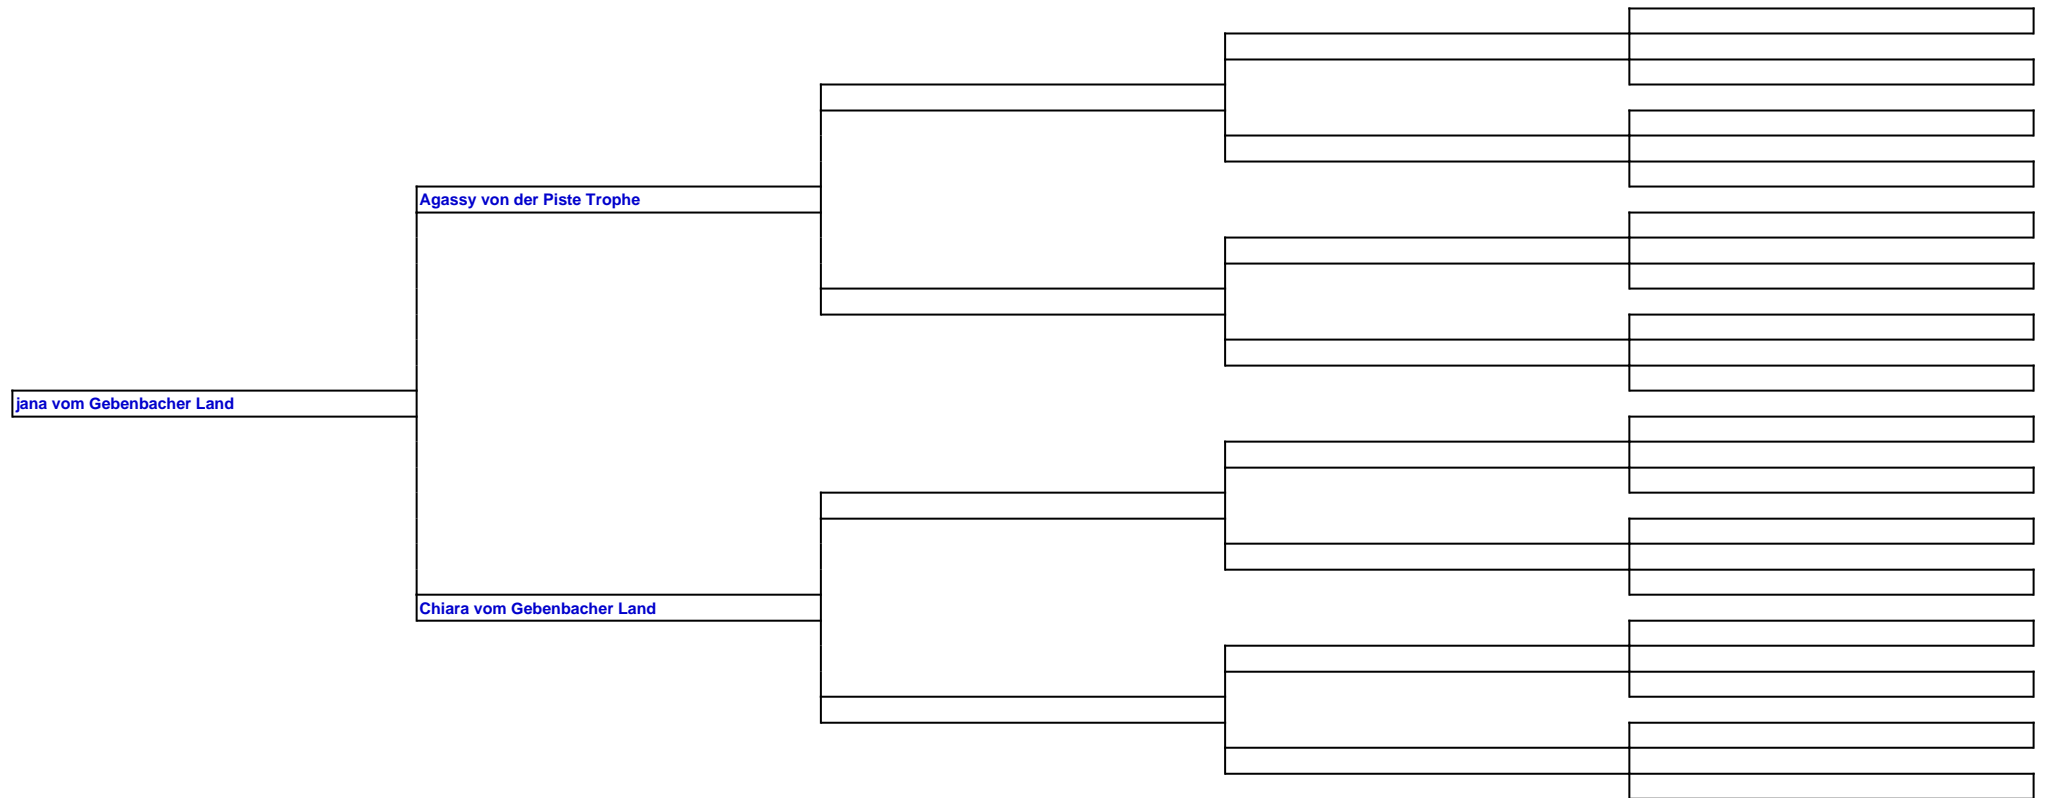 Agassy von der Piste Trophe
jana vom Gebenbacher Land
Chiara vom Gebenbacher Land